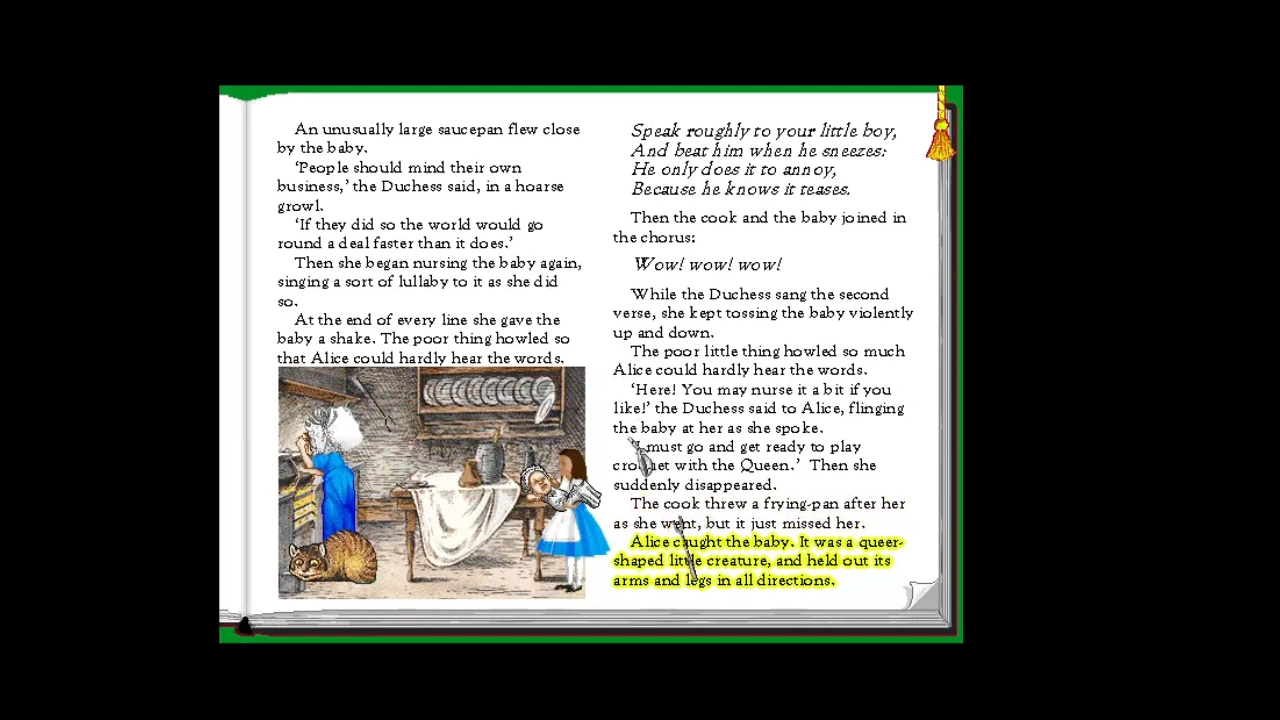 An unusually large saucepan flew close
by the baby.
‘People should mind their own
business,’ the Duchess said, in a hoarse
growl.
‘If they did so the world would go
round a deal faster than it does.’
Then she began nursing the baby again,
singing a sort of lullaby to it as she did
so.
At the end of every line she gave the
baby a shake. The poor thing howled so
that Alice could hardly hear the words.
Speak roughly to your little boy,
And beat him when he sneezes:
He only does it to annoy,
Because he knows it teases.
Then the cook and the baby joined in
the chorus:
Wow! wow! wow!
While the Duchess sang the second
verse, she kept tossing the baby violently
up and down.
The poor little thing howled so much
Alice could hardly hear the words.
‘Here! You may nurse it a bit if you
like!’ the Duchess said to Alice, flinging
the baby at her as she spoke.
‘I must go and get ready to play
croquet with the Queen.’ Then she
suddenly disappeared.
The cook threw a frying-pan after her
as she went, but it just missed her.
Alice caught the baby. It was a queer-
shaped little creature, and held out its
arms and legs in all directions.